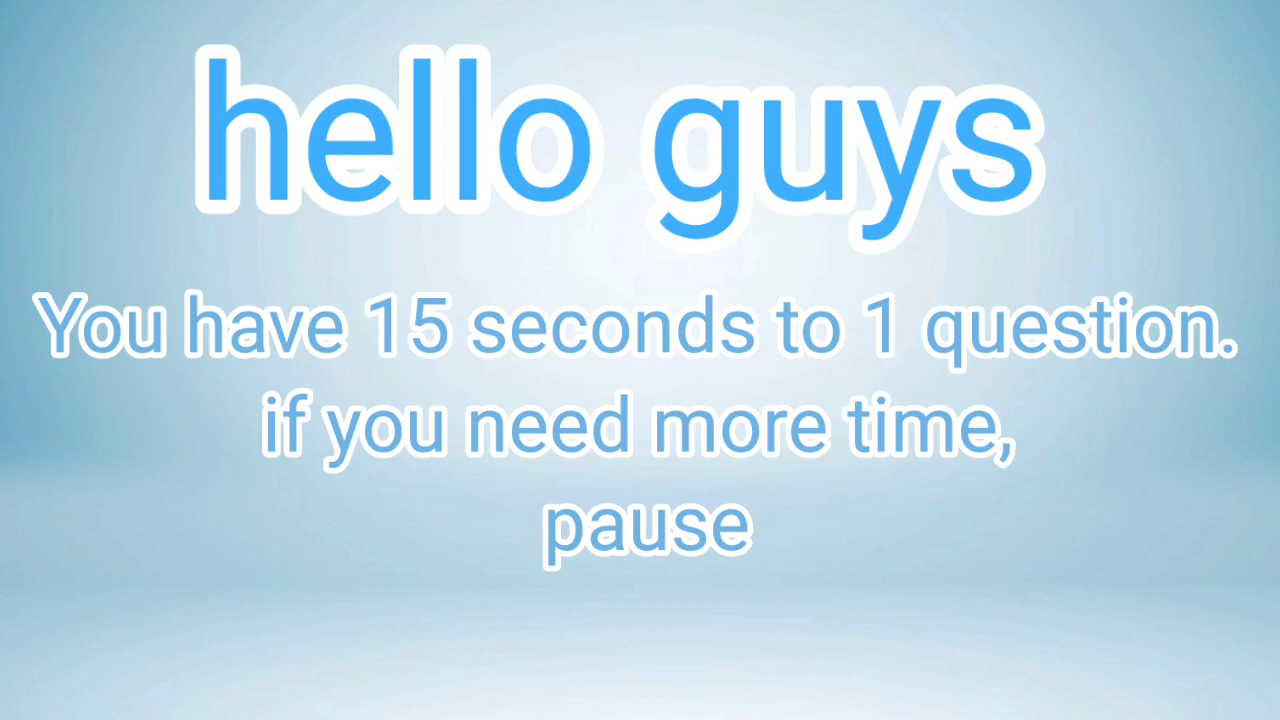 hello guys
You have 15 seconds to 1 question.
if you need more time,
pause